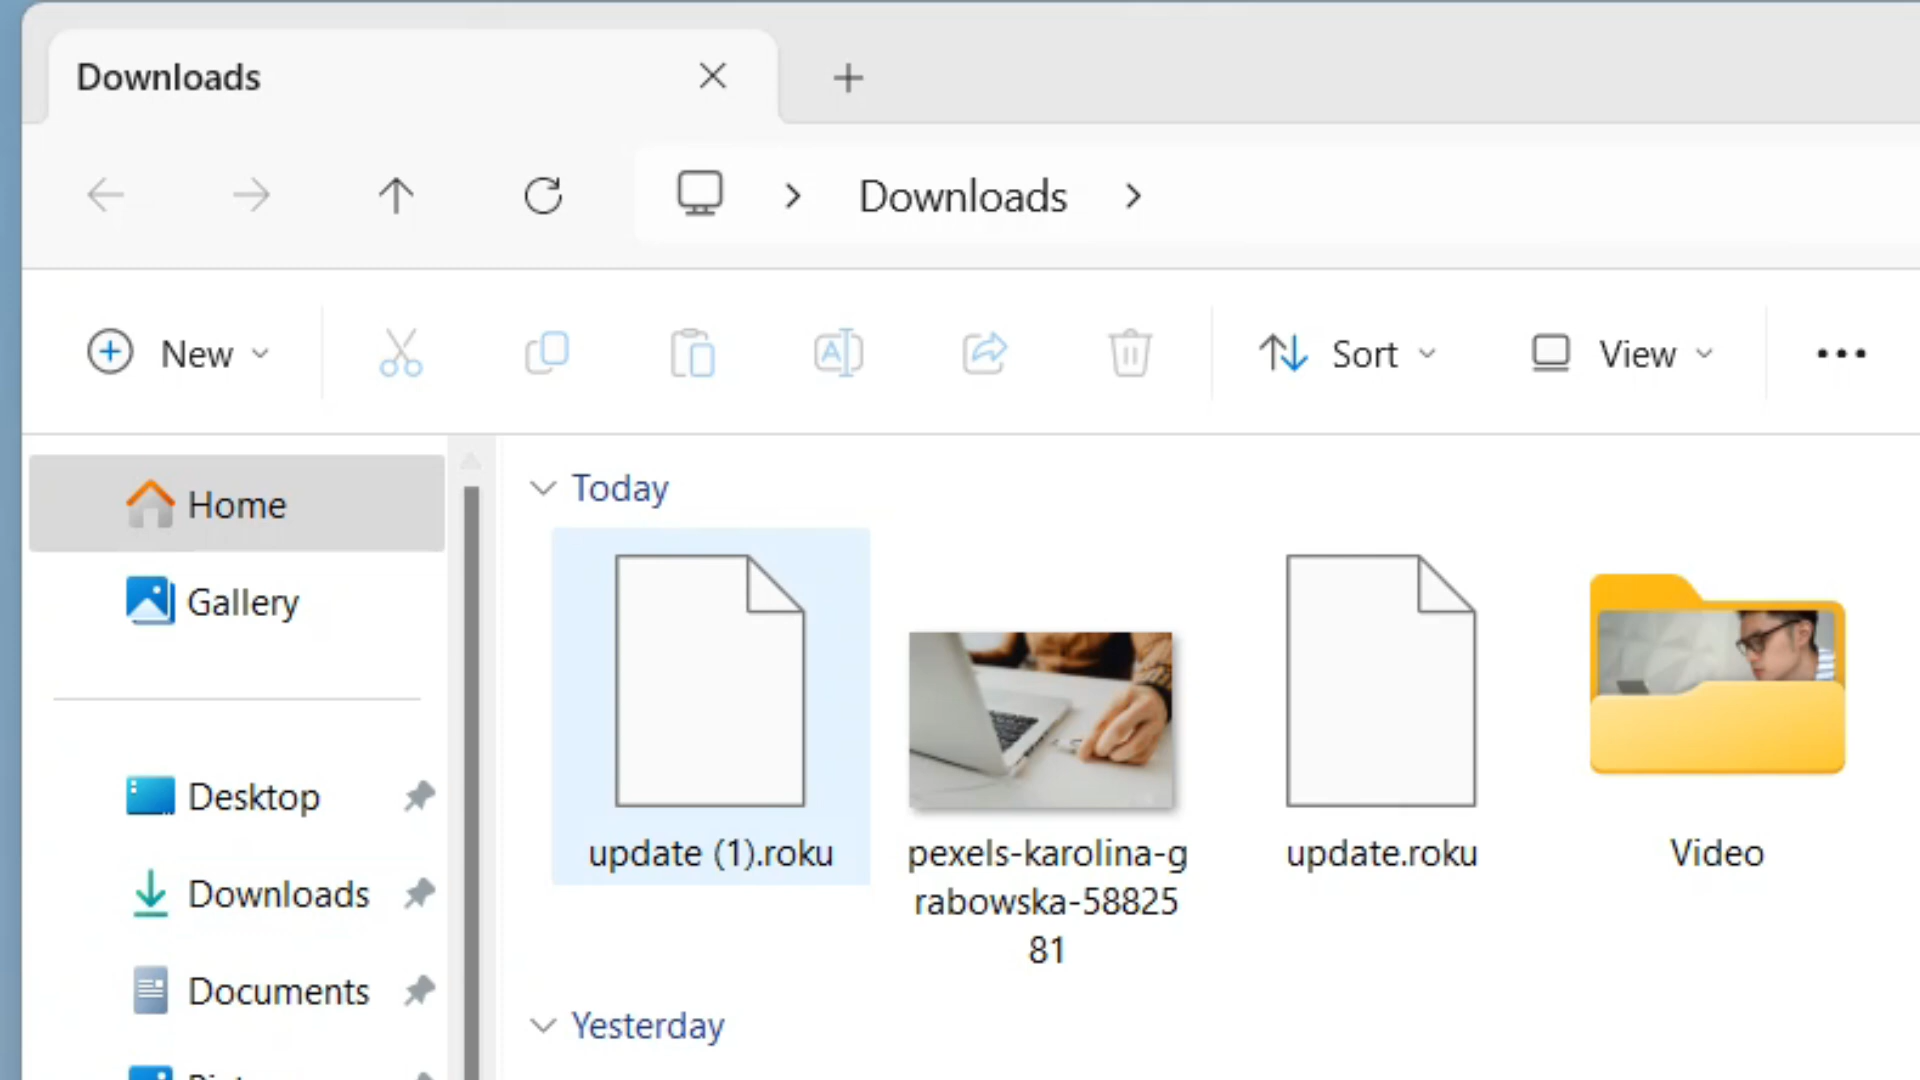 Downloads
Downloads
New
Sort
View
Home
Gallery
Desktop
Downloads
Documents
Today
update (1).roku
pexels-karolina-g
rabowska-58825
81
update.roku
Video
Yesterday